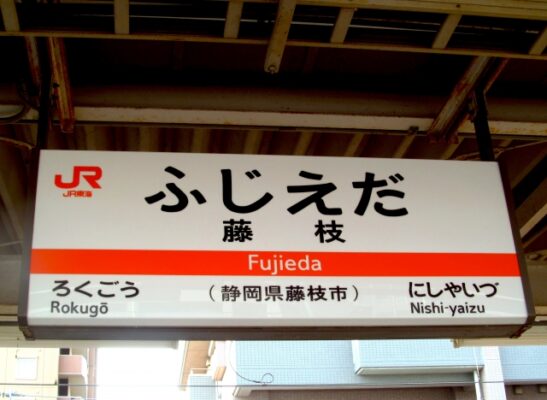 JR
JR東海
ふじえだ
藤枝
Fujieda
ろくごう
Rokugō
(静岡県藤枝市)
にしやいづ
Nishi-yaizu